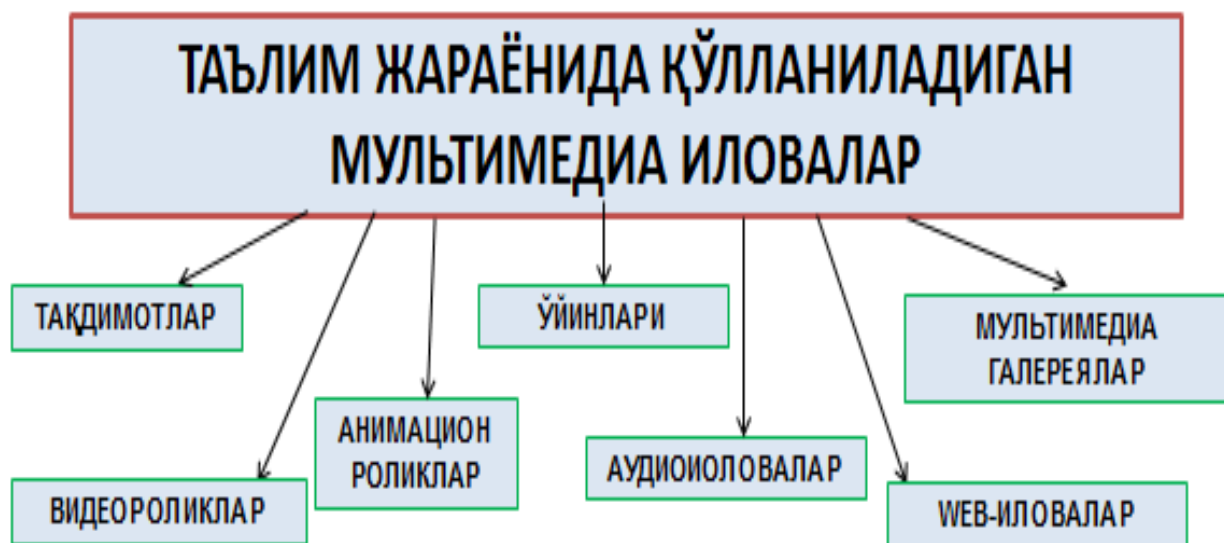 ТАЪЛИМ ЖАРАЁНИДА ҚЎЛЛАНИЛАДИГАН
МУЛЬТИМЕДИА ИЛОВАЛАР
ТАҚДИМОТЛАР
ЎЙИНЛАРИ
МУЛЬТИМЕДИА
ГАЛЕРЕЯЛАР
АНИМАЦИОН
РОЛИКЛАР
АУДИОИОЛОВАЛАР
ВИДЕОРОЛИКЛАР
WEB-ИЛОВАЛАР